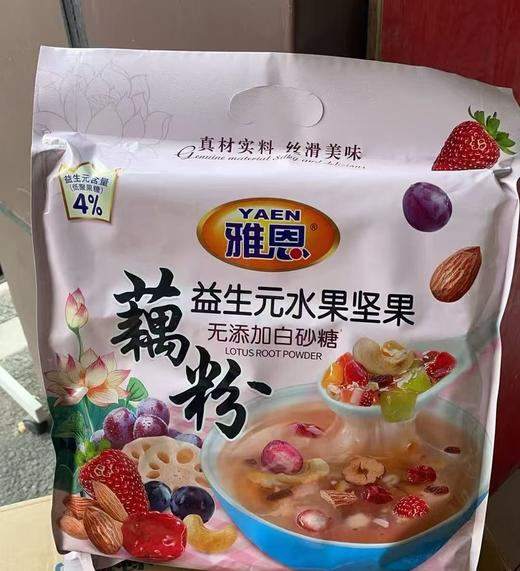 真材实料 丝滑美味
Genuine material Silky and delicious
益生元含量
(低聚果糖)
4%
YAEN
雅恩®
益生元水果坚果
无添加白砂糖
LOTUS ROOT POWDER
藕粉